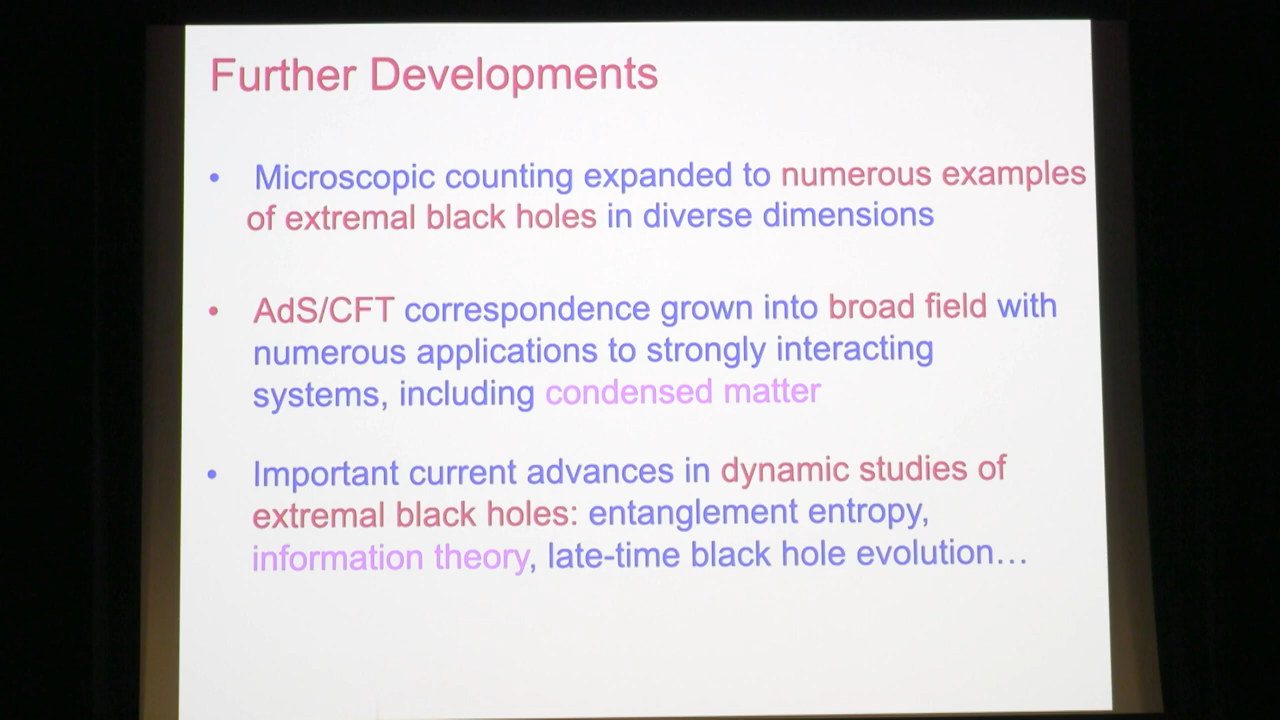 Further Developments
• Microscopic counting expanded to numerous examples
of extremal black holes in diverse dimensions
• AdS/CFT correspondence grown into broad field with
numerous applications to strongly interacting
systems, including condensed matter
• Important current advances in dynamic studies of
extremal black holes: entanglement entropy,
information theory, late-time black hole evolution…